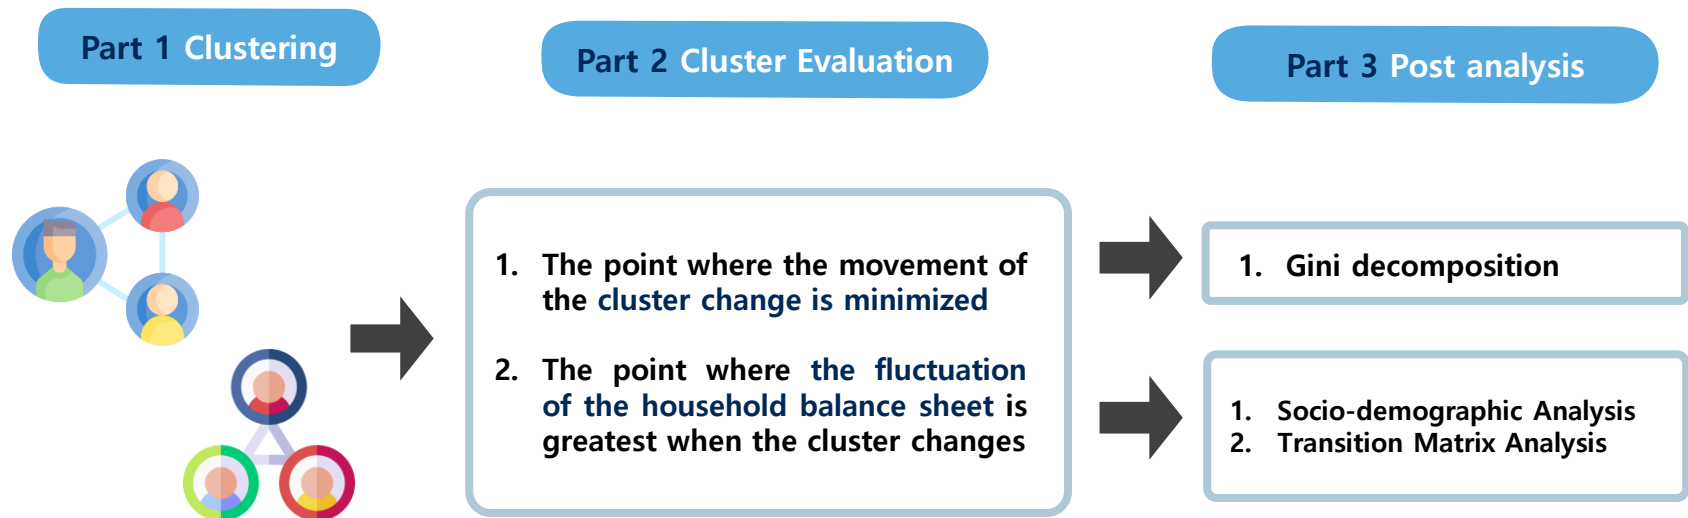 Part 1 Clustering
Part 2 Cluster Evaluation
Part 3 Post analysis
1. The point where the movement of
the cluster change is minimized
2. The point where the fluctuation
of the household balance sheet is
greatest when the cluster changes
1. Gini decomposition
1. Socio-demographic Analysis
2. Transition Matrix Analysis